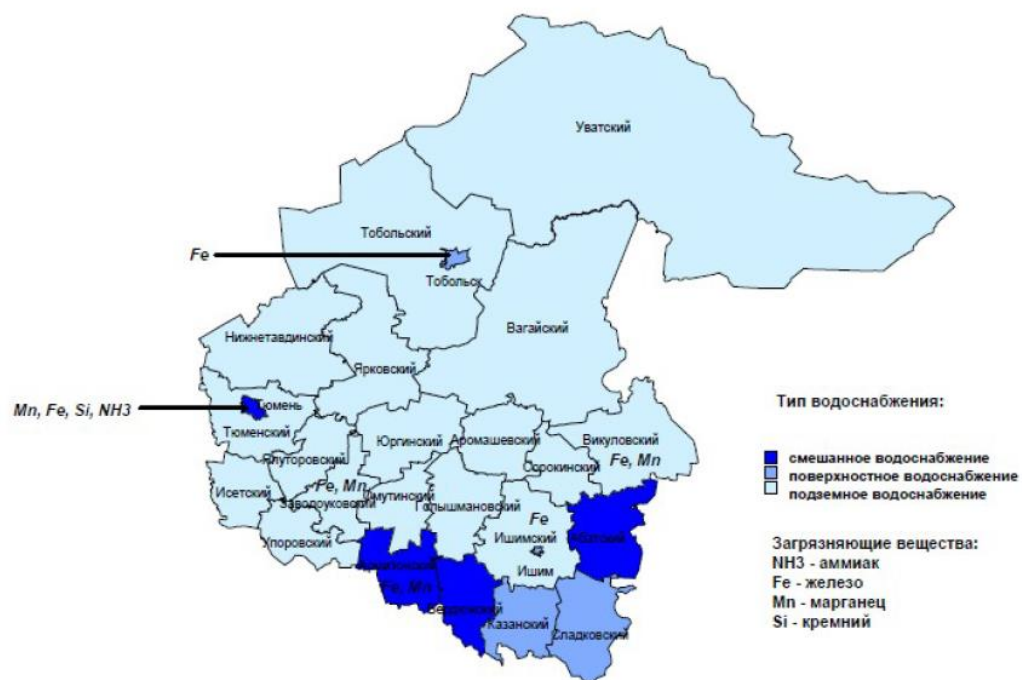 Уватский
Тобольский
Fe
Тобольск
Вагайский
Нижнетавдинский
Ярковский
Mn, Fe, Si, NH3
Тюмень
Тюменский
Юргинский
Аромашевский
Викуловский
Fe, Mn
Ялуторовский
Сорокинский
Исетский
Fe, Mn
Заводоуковский
Омутинский
Голышмановский
Fe
Ишимский
Абатский
Упоровский
Ишим
Fe, Mn
Бердюжский
Казанский
Сладковский
Тип водоснабжения:
смешанное водоснабжение
поверхностное водоснабжение
подземное водоснабжение
Загрязняющие вещества:
NH3 - аммиак
Fe - железо
Mn - марганец
Si - кремний